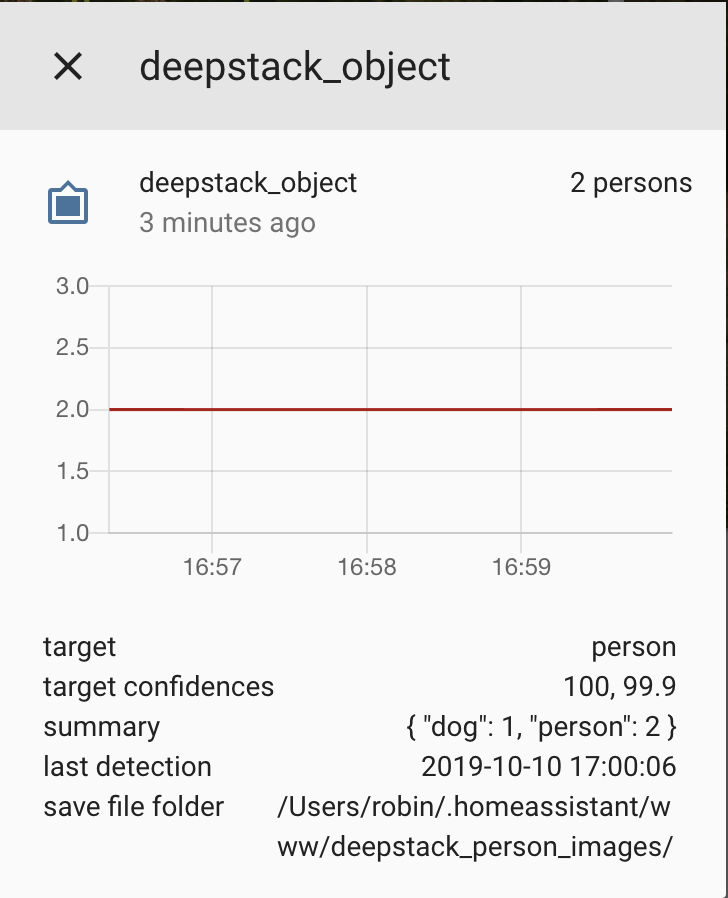 deepstack_object
deepstack_object 2 persons
3 minutes ago
3.0
2.5
2.0
1.5
1.0
16:57 16:58 16:59
target person
target confidences 100, 99.9
summary { "dog": 1, "person": 2 }
last detection 2019-10-10 17:00:06
save file folder /Users/robin/.homeassistant/w
ww/deepstack_person_images/